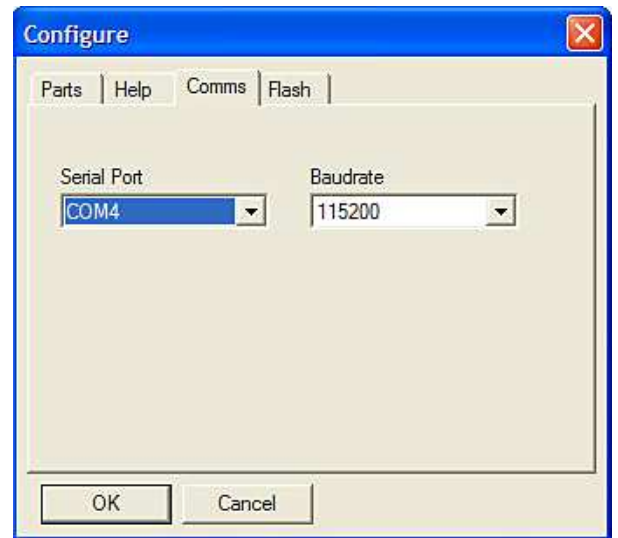 Configure
Parts Help Comms Flash
Serial Port Baudrate
COM4 115200
OK Cancel